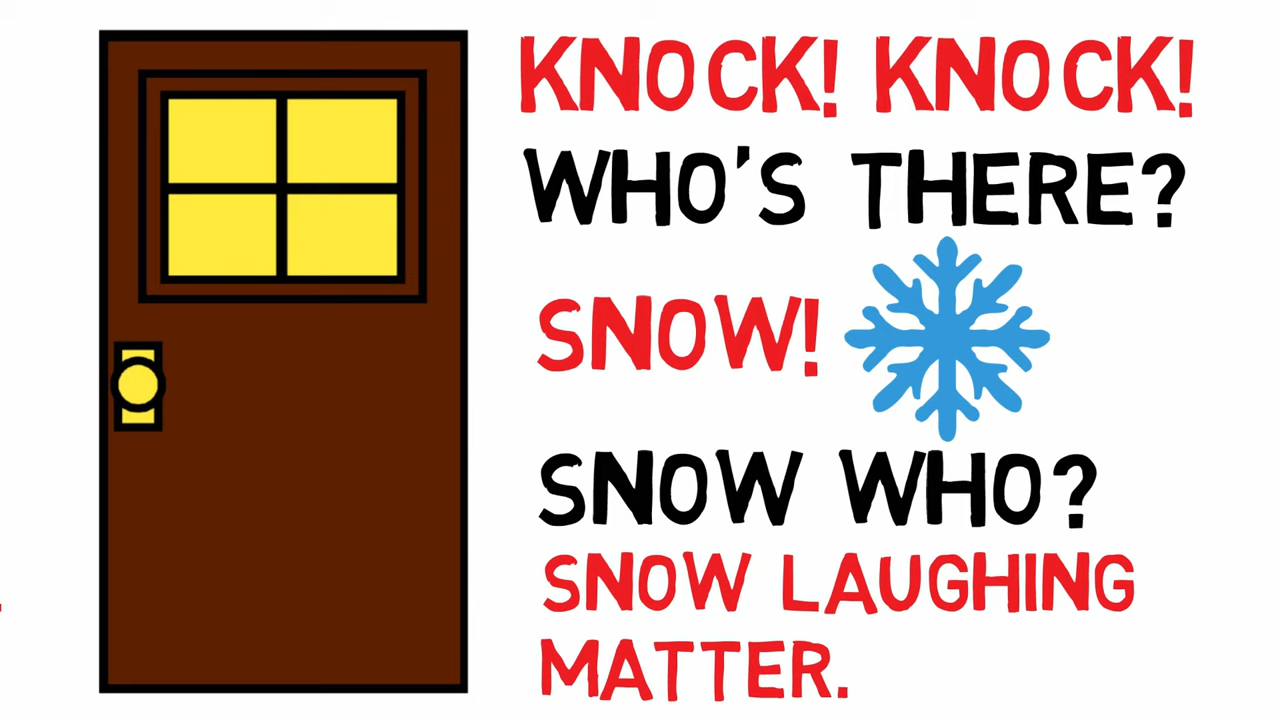 KNOCK! KNOCK!
WHO'S THERE?
SNOW!
SNOW WHO?
SNOW LAUGHING
MATTER.